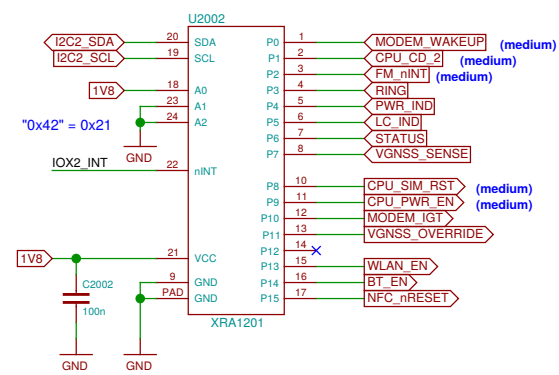 U2002
I2C2_SDA 20 SDA P0 1 MODEM_WAKEUP (medium)
I2C2_SCL 19 SCL P1 2 CPU_CD_2 (medium)
P2 3 FM_nINT (medium)
1V8 18 A0 P3 4 RING
23 A1 P4 5 PWR_IND
"0x42" = 0x21 24 A2 P5 6 LC_IND
P6 7 STATUS
GND P7 8 VGNSS_SENSE
IOX2_INT 22 nINT
P8 10 CPU_SIM_RST (medium)
P9 11 CPU_PWR_EN (medium)
P10 12 MODEM_IGT
P11 13 VGNSS_OVERRIDE
1V8 21 VCC P12 14
P13 15 WLAN_EN
C2002 9 GND P14 16 BT_EN
100n PAD GND P15 17 NFC_nRESET
XRA1201
GND GND